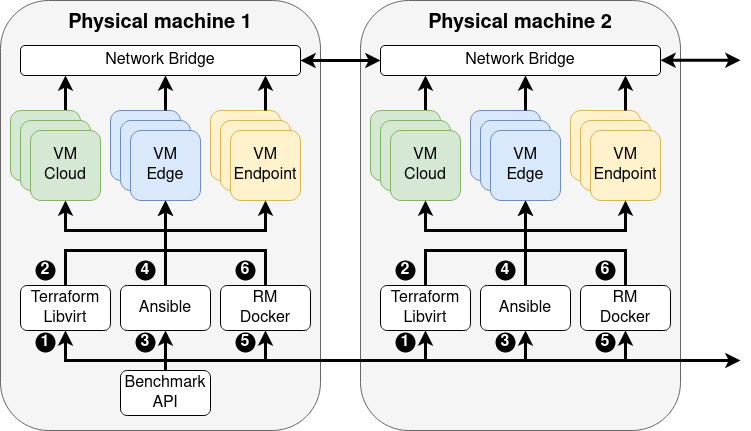 Physical machine 1
Network Bridge
VM
Cloud
VM
Edge
VM
Endpoint
2
4
6
Terraform
Libvirt
Ansible
RM
Docker
1
3
5
Benchmark
API
Physical machine 2
Network Bridge
VM
Cloud
VM
Edge
VM
Endpoint
2
4
6
Terraform
Libvirt
Ansible
RM
Docker
1
3
5